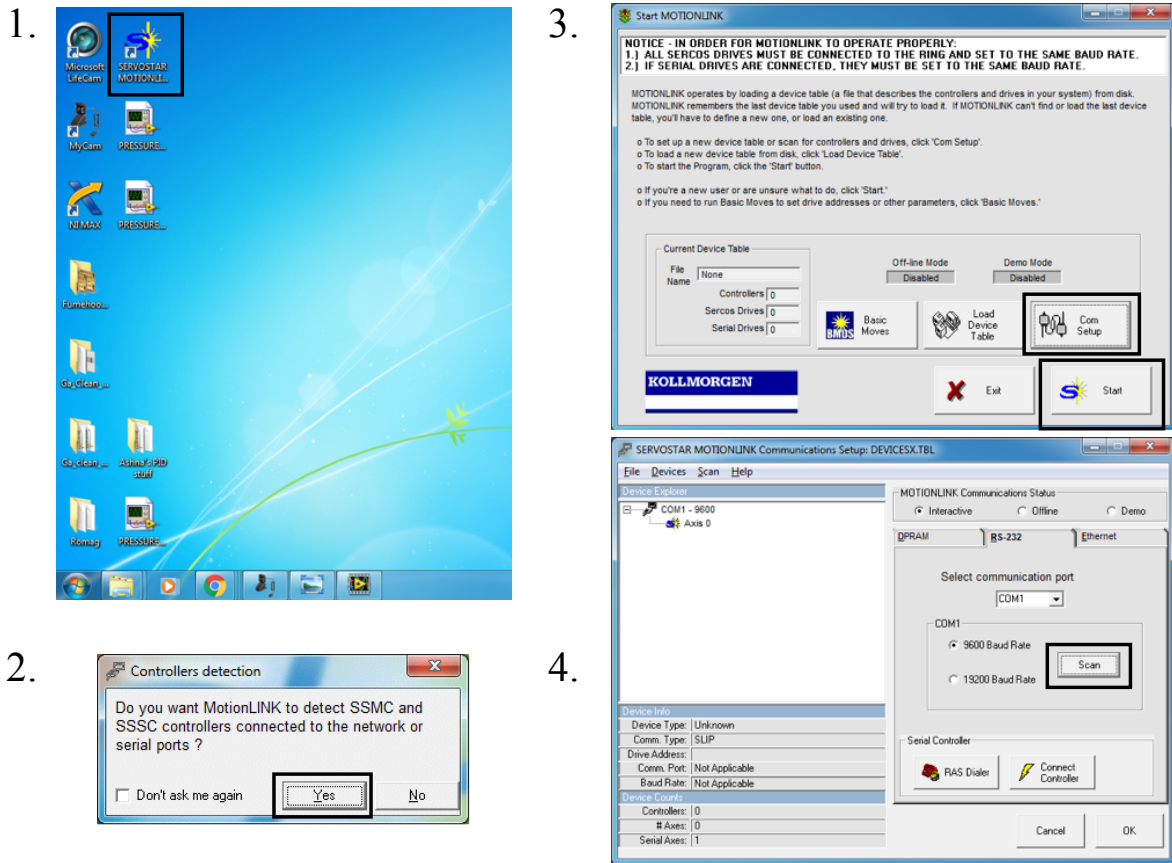 1.
Microsoft
LifeCam
SERVOSTAR
MOTIONLI...
MyCam
PRESSURE...
NI MAX
PRESSURE...
Fumehoo...
Ga_Clean_...
Ga_clean_...
Ashna's PID
stuff
Romag
PRESSURE...
2.
Controllers detection
Do you want MotionLINK to detect SSMC and
SSSC controllers connected to the network or
serial ports ?
Don't ask me again
Yes
No
3.
Start MOTIONLINK
NOTICE - IN ORDER FOR MOTIONLINK TO OPERATE PROPERLY:
1.) ALL SERCOS DRIVES MUST BE CONNECTED TO THE RING AND SET TO THE SAME BAUD RATE.
2.) IF SERIAL DRIVES ARE CONNECTED, THEY MUST BE SET TO THE SAME BAUD RATE.
MOTIONLINK operates by loading a device table (a file that describes the controllers and drives in your system) from disk.
MOTIONLINK remembers the last device table you used and will try to load it. If MOTIONLINK can't find or load the last device
table, you'll have to define a new one, or load an existing one.
o To set up a new device table or scan for controllers and drives, click 'Com Setup'.
o To load a new device table from disk, click 'Load Device Table'.
o To start the Program, click the 'Start' button.
o If you're a new user or are unsure what to do, click 'Start.'
o If you need to run Basic Moves to set drive addresses or other parameters, click 'Basic Moves.'
Current Device Table
File
Name
None
Controllers 0
Sercos Drives 0
Serial Drives 0
Off-line Mode
Disabled
Demo Mode
Disabled
BMDS
Basic
Moves
Load
Device
Table
Com
Setup
KOLLMORGEN
Exit
S
Start
4.
SERVOSTAR MOTIONLINK Communications Setup: DEVICESX.TBL
File Devices Scan Help
Device Explorer
COM1 - 9600
Axis 0
Device Info
Device Type: Unknown
Comm. Type: SLIP
Drive Address:
Comm. Port: Not Applicable
Baud Rate: Not Applicable
Device Counts
Controllers: 0
# Axes: 0
Serial Axes: 1
MOTIONLINK Communications Status
Interactive Offline Demo
DPRAM RS-232 Ethernet
Select communication port
COM1
COM1
9600 Baud Rate
19200 Baud Rate
Scan
Serial Controller
RAS Dialer
Connect
Controller
Cancel
OK